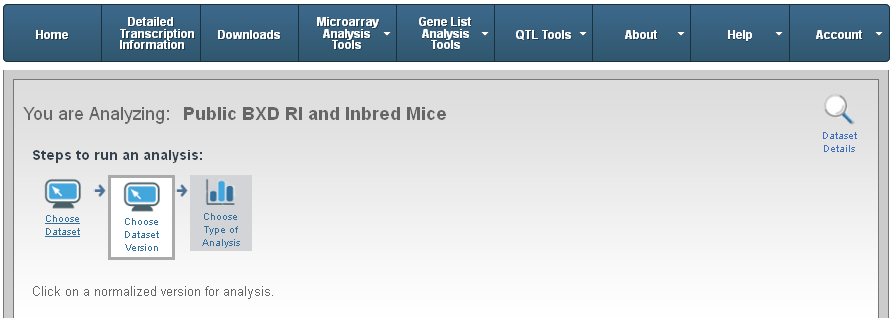 Home
Detailed
Transcription
Information
Downloads
Microarray
Analysis
Tools
Gene List
Analysis
Tools
QTL Tools
About
Help
Account
You are Analyzing: Public BXD RI and Inbred Mice
Dataset
Details
Steps to run an analysis:
Choose
Dataset
Choose
Dataset
Version
Choose
Type of
Analysis
Click on a normalized version for analysis.